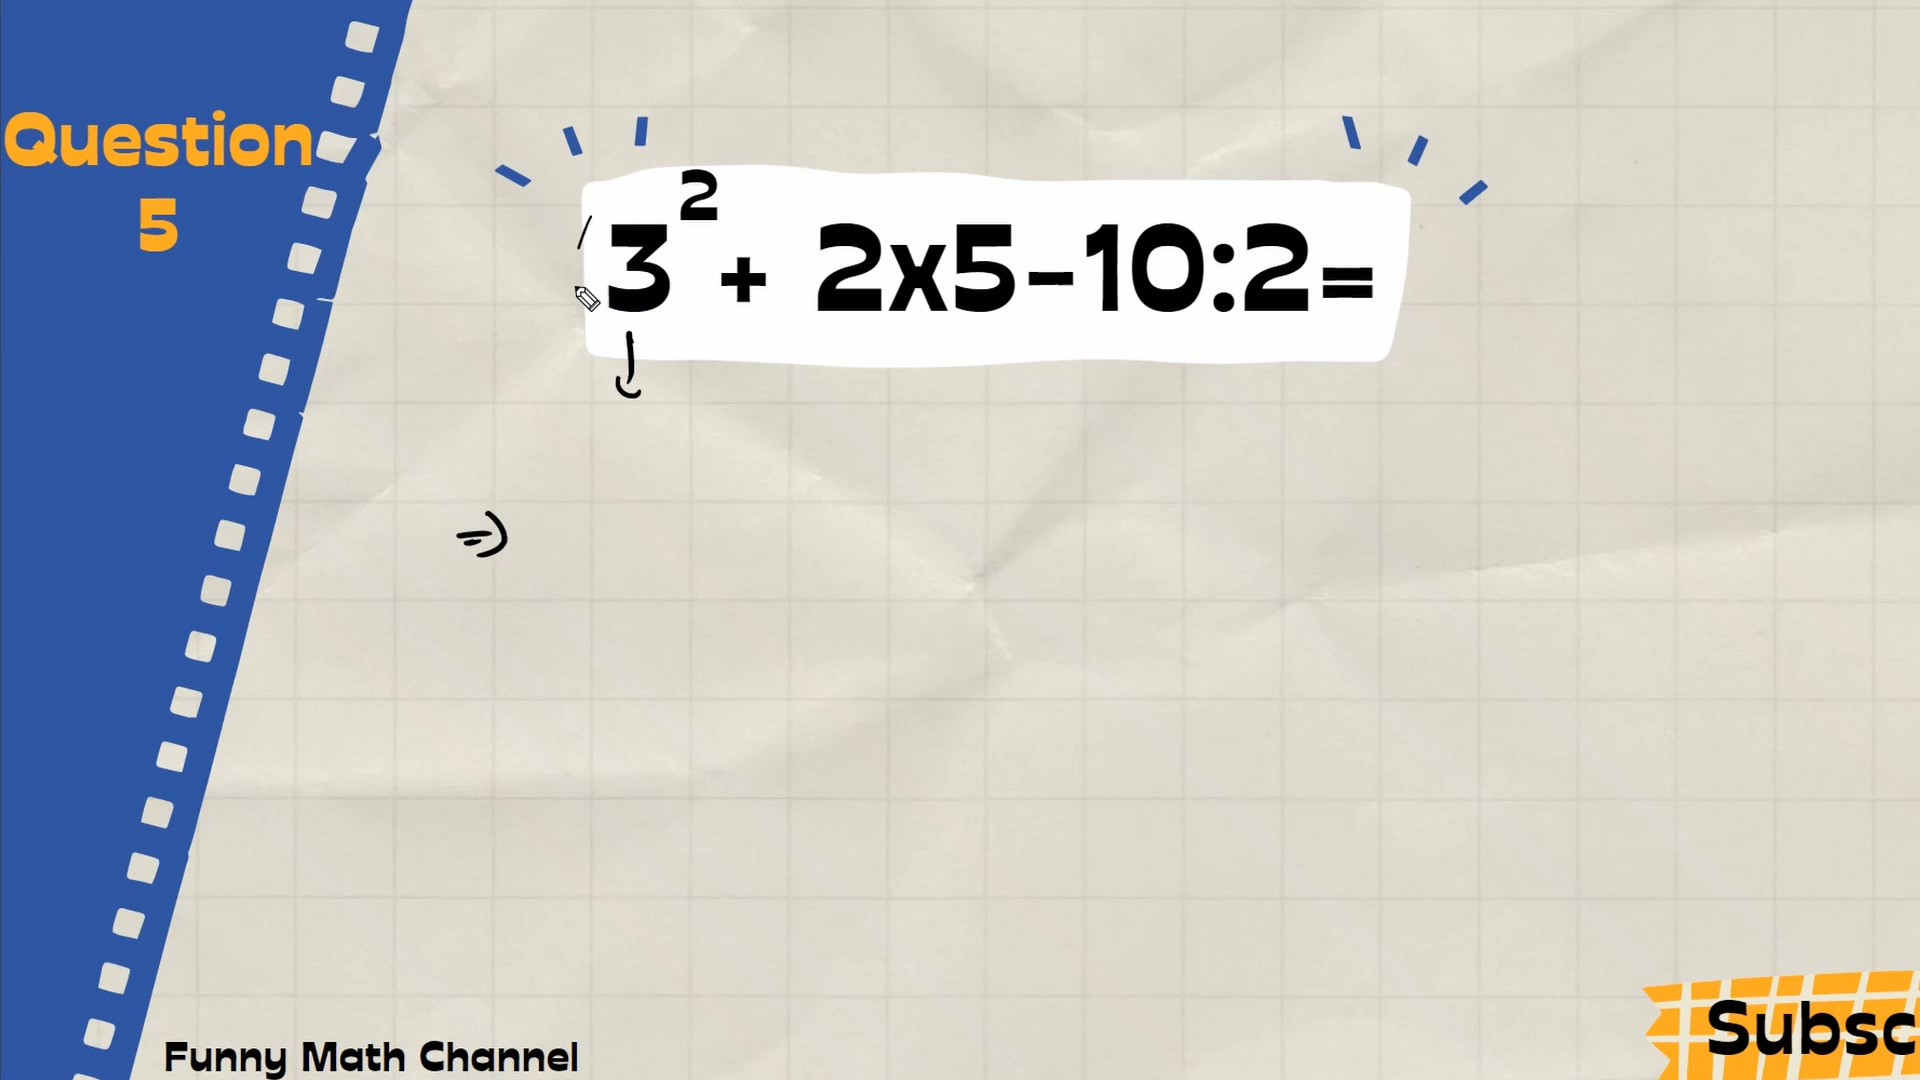 Question
5
3² + 2x5-10:2=
Funny Math Channel
Subsc